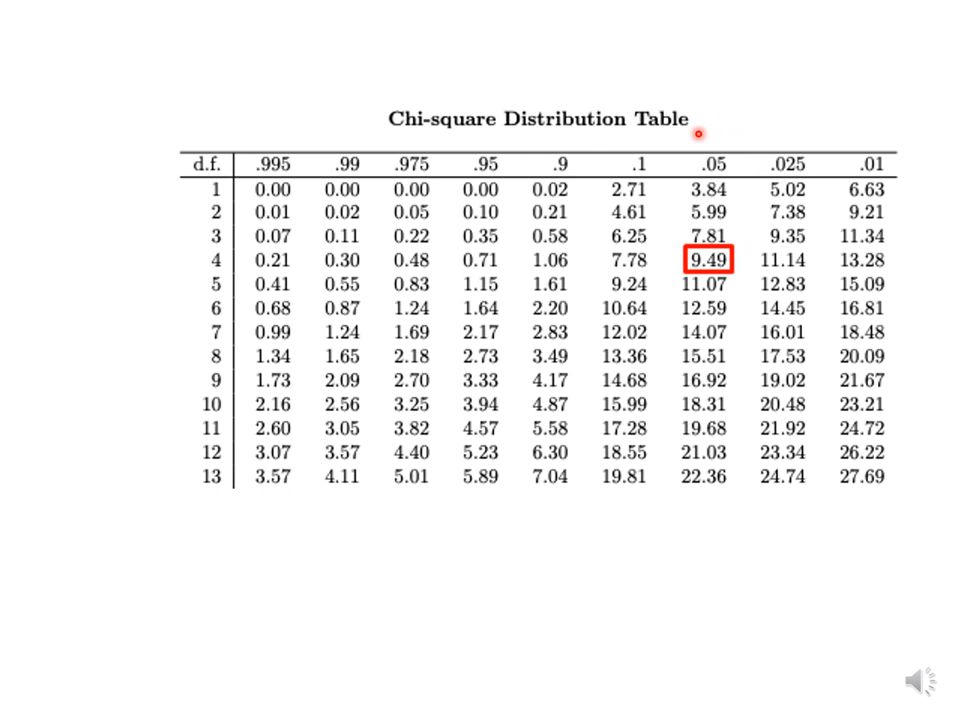 Chi-square Distribution Table
d.f. .995 .99 .975 .95 .9 .1 .05 .025 .01
1 0.00 0.00 0.00 0.00 0.02 2.71 3.84 5.02 6.63
2 0.01 0.02 0.05 0.10 0.21 4.61 5.99 7.38 9.21
3 0.07 0.11 0.22 0.35 0.58 6.25 7.81 9.35 11.34
4 0.21 0.30 0.48 0.71 1.06 7.78 9.49 11.14 13.28
5 0.41 0.55 0.83 1.15 1.61 9.24 11.07 12.83 15.09
6 0.68 0.87 1.24 1.64 2.20 10.64 12.59 14.45 16.81
7 0.99 1.24 1.69 2.17 2.83 12.02 14.07 16.01 18.48
8 1.34 1.65 2.18 2.73 3.49 13.36 15.51 17.53 20.09
9 1.73 2.09 2.70 3.33 4.17 14.68 16.92 19.02 21.67
10 2.16 2.56 3.25 3.94 4.87 15.99 18.31 20.48 23.21
11 2.60 3.05 3.82 4.57 5.58 17.28 19.68 21.92 24.72
12 3.07 3.57 4.40 5.23 6.30 18.55 21.03 23.34 26.22
13 3.57 4.11 5.01 5.89 7.04 19.81 22.36 24.74 27.69